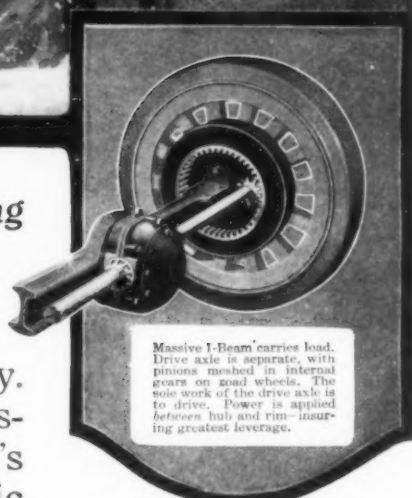 ng
y.
s-
's
ic
Massive I-Beam carries load.
Drive axle is separate, with
pinions meshed in internal
gears on road wheels. The
sole work of the drive axle is
to drive. Power is applied
between hub and rim—insur-
ing greatest leverage.